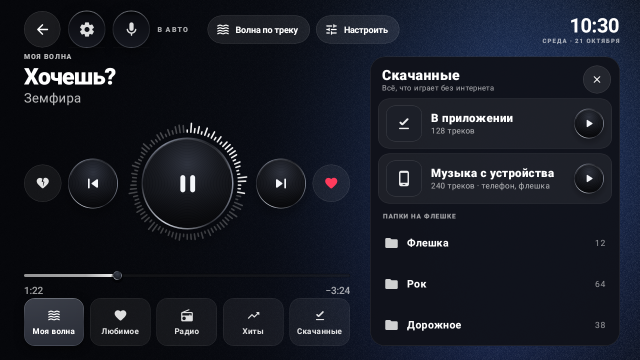 В АВТО
Волна по треку
Настроить
10:30
СРЕДА · 21 ОКТЯБРЯ
МОЯ ВОЛНА
Хочешь?
Земфира
1:22
−3:24
Моя волна
Любимое
Радио
Хиты
Скачанные
Скачанные
Всё, что играет без интернета
В приложении
128 треков
Музыка с устройства
240 треков · телефон, флешка
ПАПКИ НА ФЛЕШКЕ
Флешка 12
Рок 64
Дорожное 38